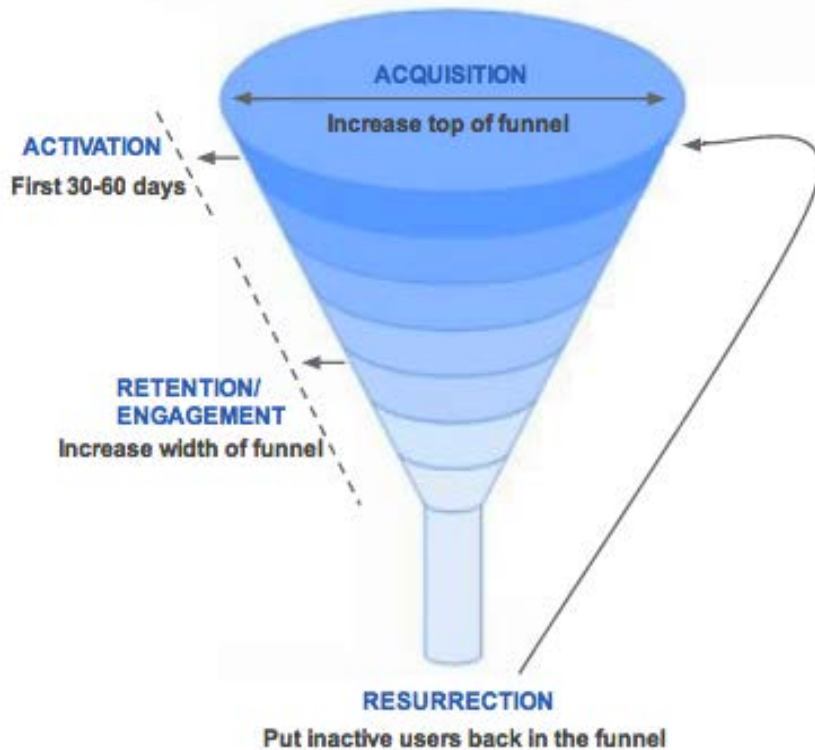 ACQUISITION
Increase top of funnel
ACTIVATION
First 30-60 days
RETENTION/
ENGAGEMENT
Increase width of funnel
RESURRECTION
Put inactive users back in the funnel